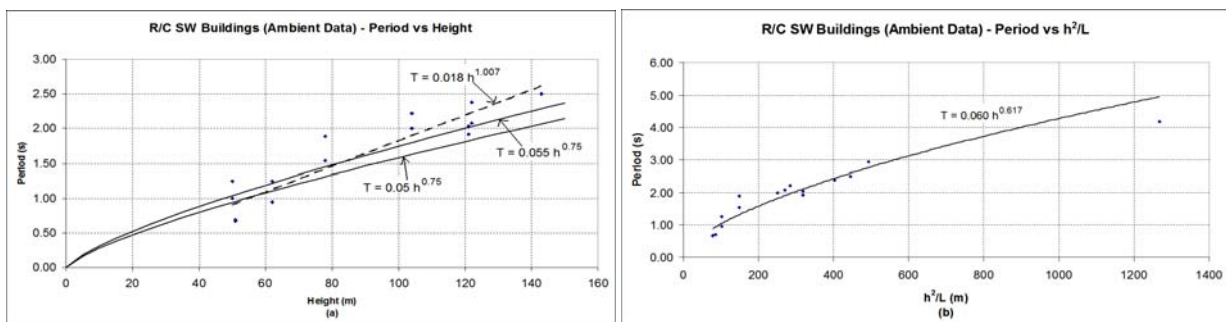 R/C SW Buildings (Ambient Data) - Period vs Height
3.00
2.50
2.00
1.50
1.00
0.50
0.00
Period (s)
T = 0.018 h^1.007
T = 0.055 h^0.75
T = 0.05 h^0.75
0 20 40 60 80 100 120 140 160
Height (m)
(a)
R/C SW Buildings (Ambient Data) - Period vs h²/L
6.00
5.00
4.00
3.00
2.00
1.00
0.00
Period (s)
T = 0.060 h^0.617
0 200 400 600 800 1000 1200 1400
h²/L (m)
(b)